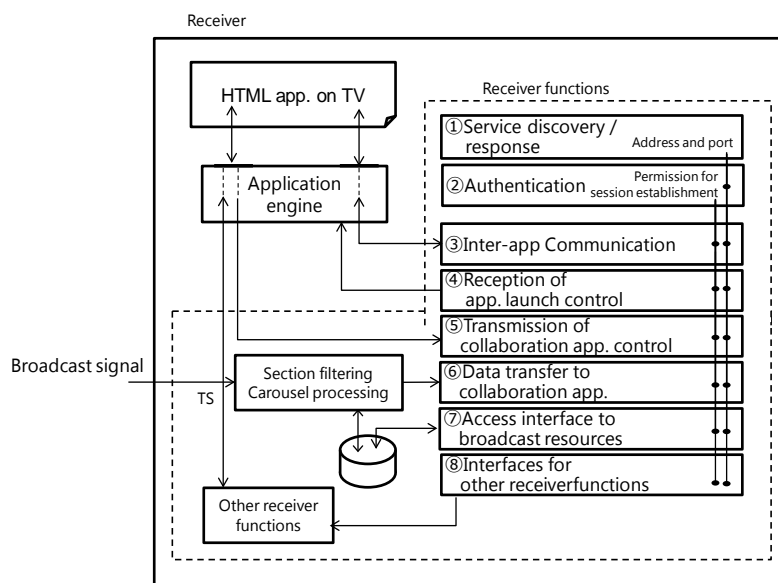 Receiver
HTML app. on TV
Receiver functions
①Service discovery /
response
Address and port
②Authentication
Permission for
session establishment
Application
engine
③Inter-app Communication
④Reception of
app. launch control
⑤Transmission of
collaboration app. control
Broadcast signal
TS
Section filtering
Carousel processing
⑥Data transfer to
collaboration app.
⑦Access interface to
broadcast resources
⑧Interfaces for
other receiverfunctions
Other receiver
functions